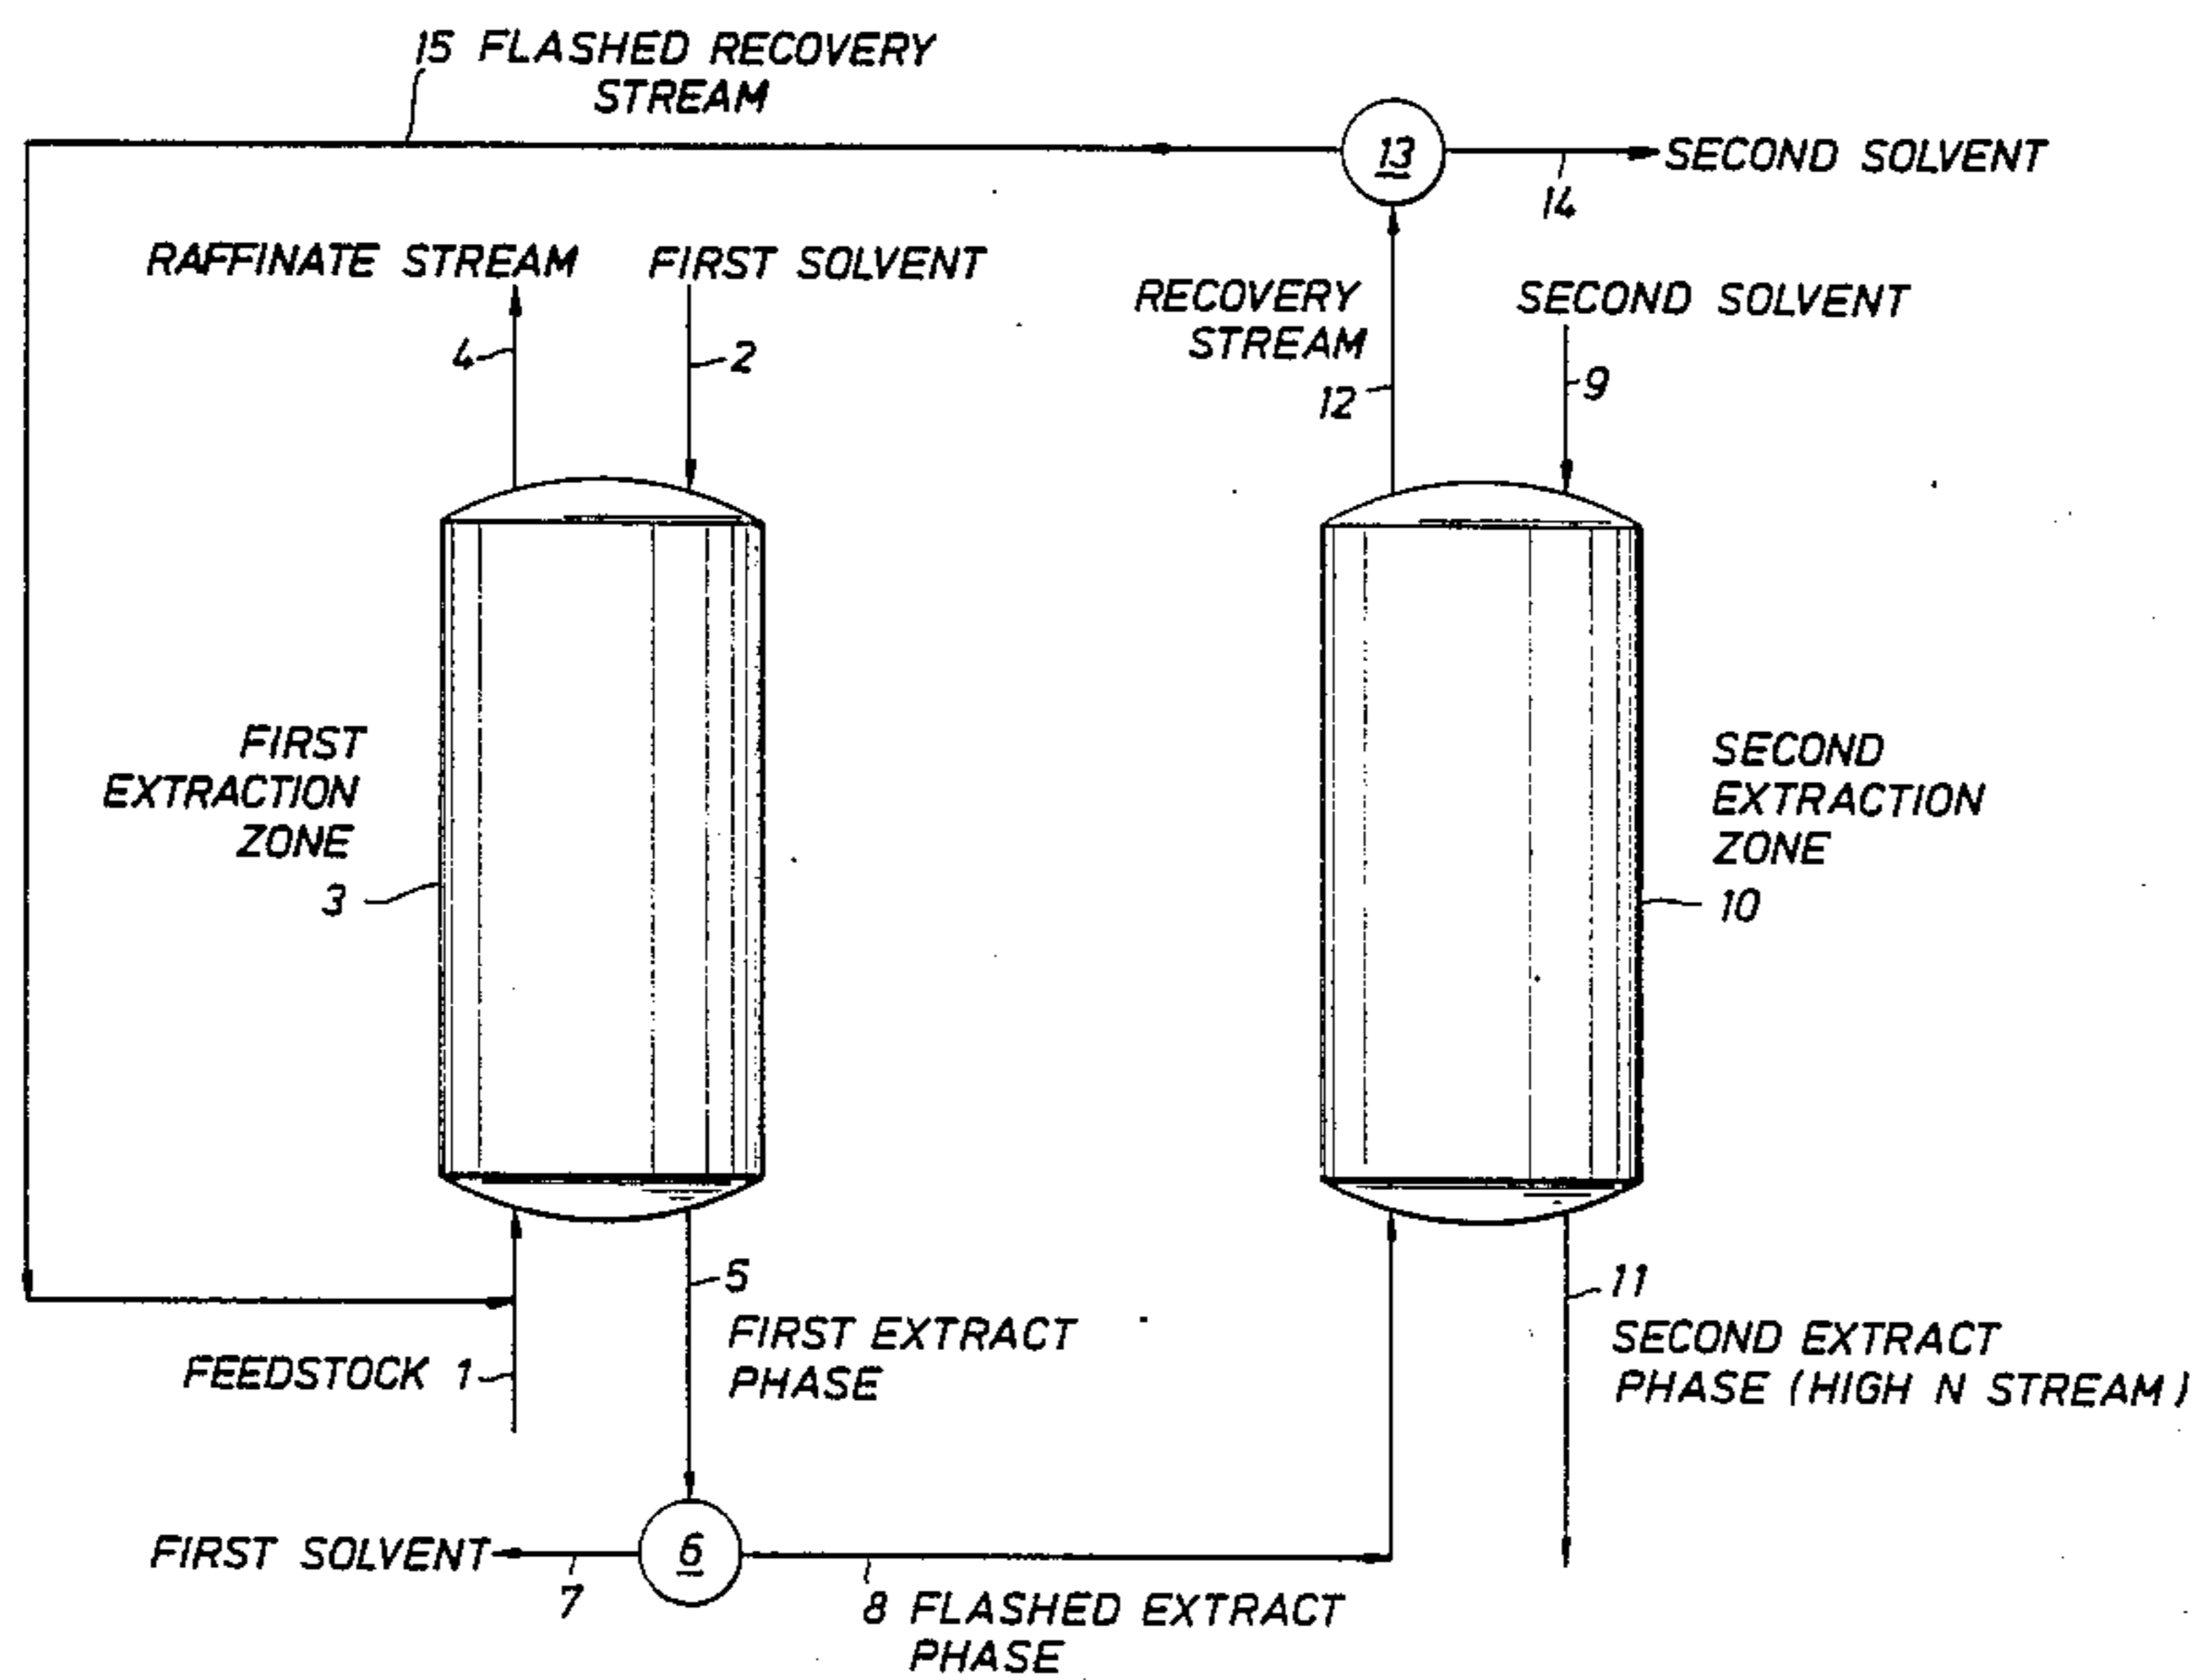 15 FLASHED RECOVERY
STREAM
13
SECOND SOLVENT
14
RAFFINATE STREAM
FIRST SOLVENT
4
2
RECOVERY
STREAM
12
SECOND SOLVENT
9
FIRST
EXTRACTION
ZONE
3
SECOND
EXTRACTION
ZONE
10
FEEDSTOCK 1
5
FIRST EXTRACT
PHASE
11
SECOND EXTRACT
PHASE (HIGH N STREAM)
FIRST SOLVENT
7
6
8 FLASHED EXTRACT
PHASE